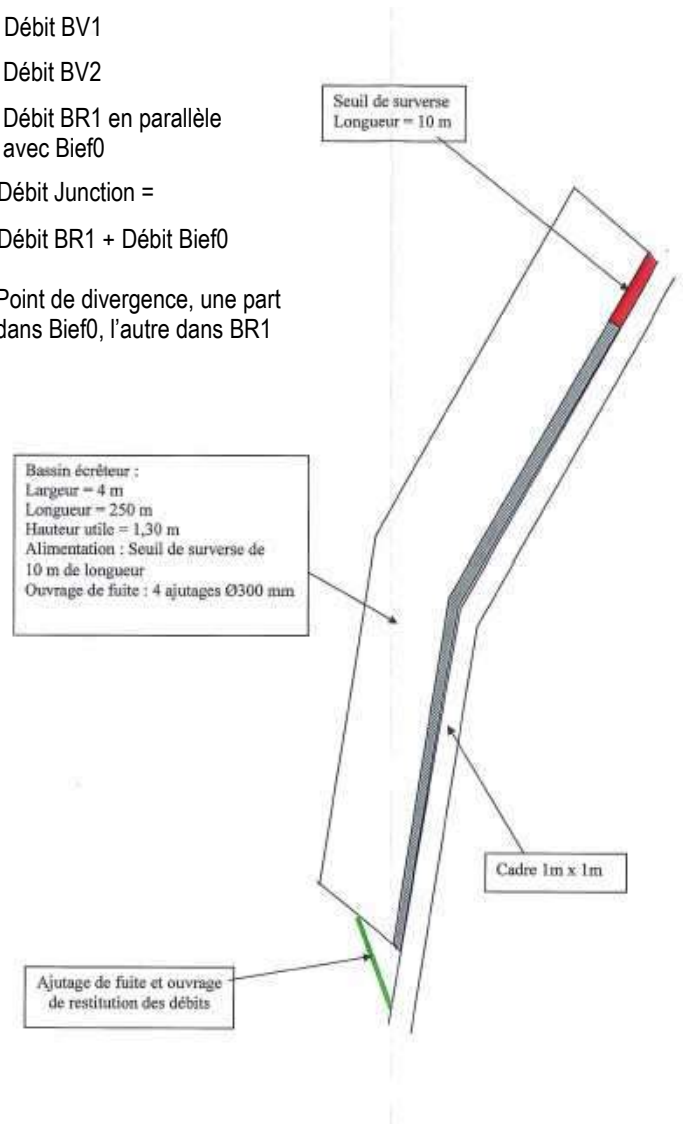 Débit BV1
Débit BV2
Débit BR1 en parallèle
avec Bief0
Débit Junction =
Débit BR1 + Débit Bief0
Point de divergence, une part
dans Bief0, l'autre dans BR1
Seuil de surverse
Longueur = 10 m
Bassin écrêteur :
Largeur = 4 m
Longueur = 250 m
Hauteur utile = 1,30 m
Alimentation : Seuil de surverse de
10 m de longueur
Ouvrage de fuite : 4 ajutages Ø300 mm
Cadre 1m x 1m
Ajutage de fuite et ouvrage
de restitution des débits